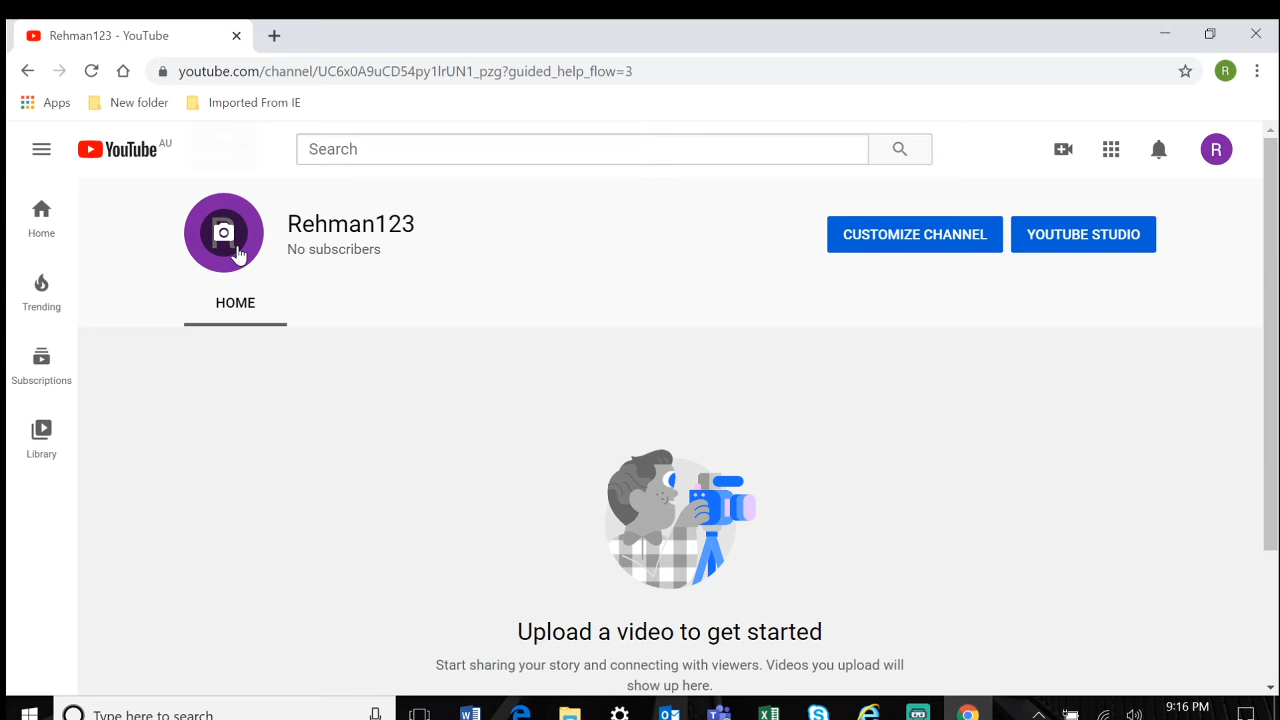 Rehman123 - YouTube
youtube.com/channel/UC6x0A9uCD54py1lrUN1_pzg?guided_help_flow=3
R
Apps
New folder
Imported From IE
YouTube AU
Search
R
Home
Trending
Subscriptions
Library
R
Rehman123
No subscribers
CUSTOMIZE CHANNEL
YOUTUBE STUDIO
HOME
Upload a video to get started
Start sharing your story and connecting with viewers. Videos you upload will
show up here.
Type here to search
9:16 PM